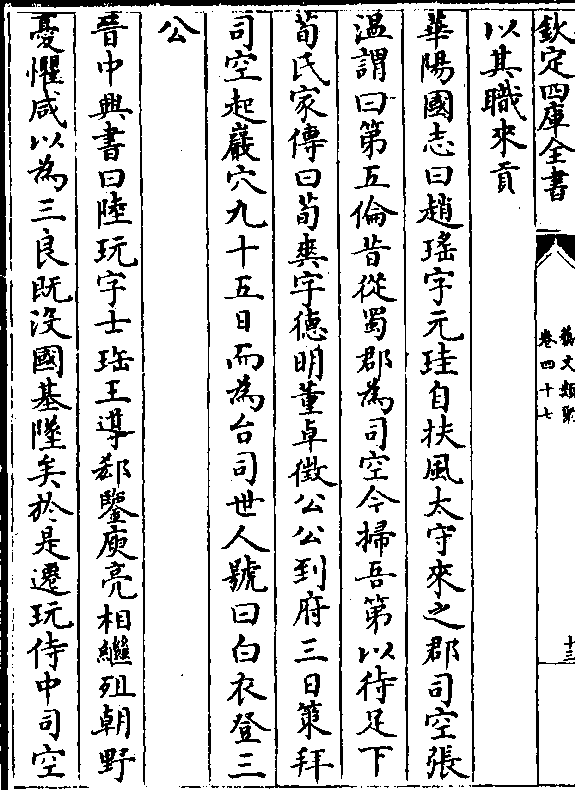 欽定四庫全書
藝文類聚
卷四十七
十三
以其職來貢
華陽國志曰趙瑤字元珪自扶風太守來之郡司空張
温謂曰第五倫昔從蜀郡為司空今掃吾第以待足下
荀氏家傳曰荀爽字德明董卓徵公公到府三日策拜
司空起巖穴九十五日而為台司世人號曰白衣登三
公
晉中興書曰陸玩字士瑤王導郄鑒庾亮相繼殂朝野
憂懼咸以為三良既沒國基墜矣於是遷玩侍中司空